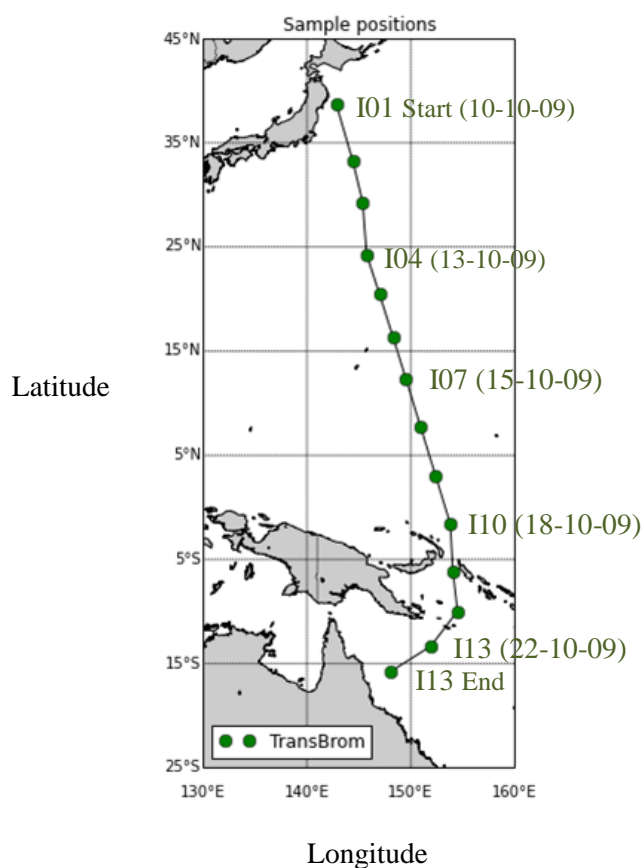 Sample positions
45°N
I01 Start (10-10-09)
35°N
25°N
I04 (13-10-09)
15°N
I07 (15-10-09)
Latitude
5°N
I10 (18-10-09)
5°S
I13 (22-10-09)
15°S
I13 End
TransBrom
25°S
130°E 140°E 150°E 160°E
Longitude